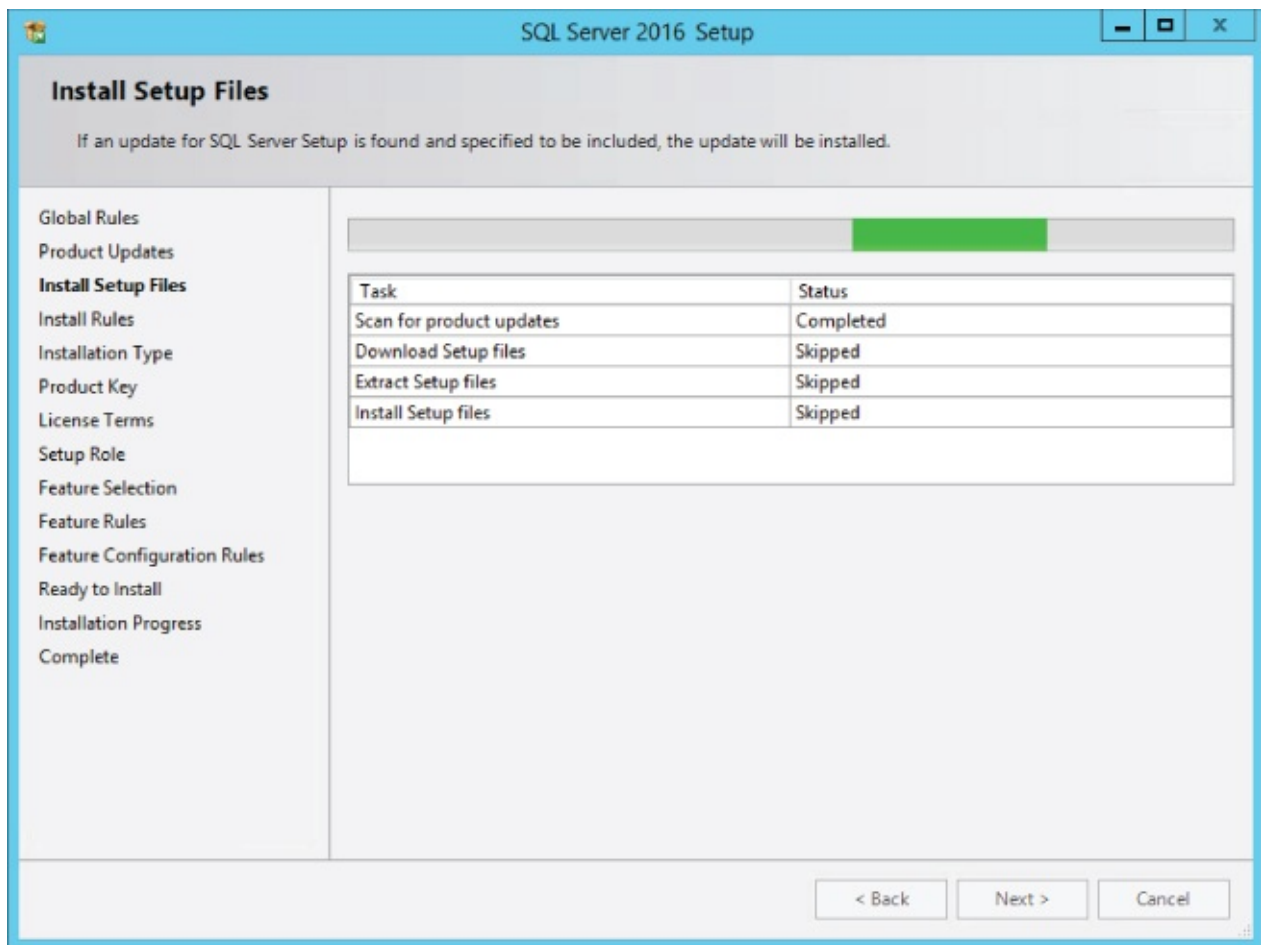 SQL Server 2016 Setup
Install Setup Files
If an update for SQL Server Setup is found and specified to be included, the update will be installed.
Global Rules
Product Updates
Install Setup Files
Install Rules
Installation Type
Product Key
License Terms
Setup Role
Feature Selection
Feature Rules
Feature Configuration Rules
Ready to Install
Installation Progress
Complete
Task Status
Scan for product updates Completed
Download Setup files Skipped
Extract Setup files Skipped
Install Setup files Skipped
< Back Next > Cancel